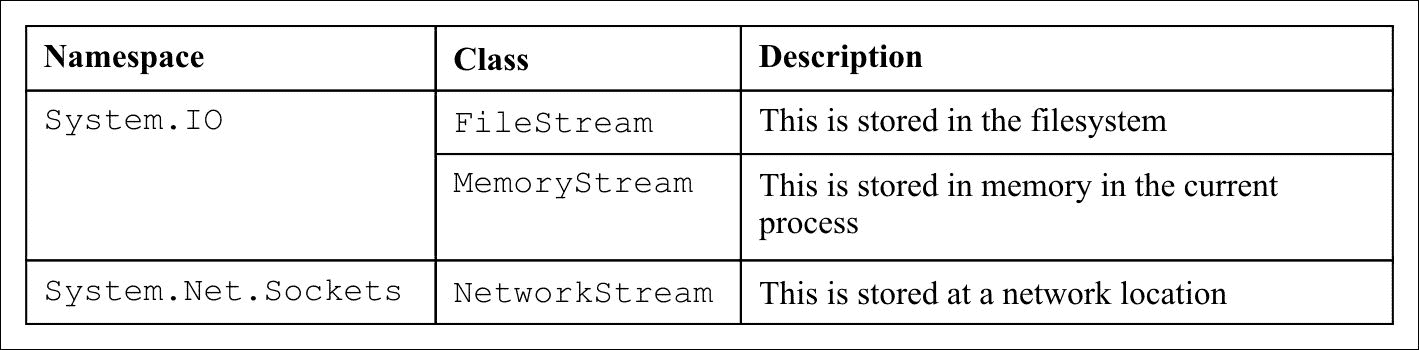 Namespace Class Description
System.IO FileStream This is stored in the filesystem
MemoryStream This is stored in memory in the current
process
System.Net.Sockets NetworkStream This is stored at a network location